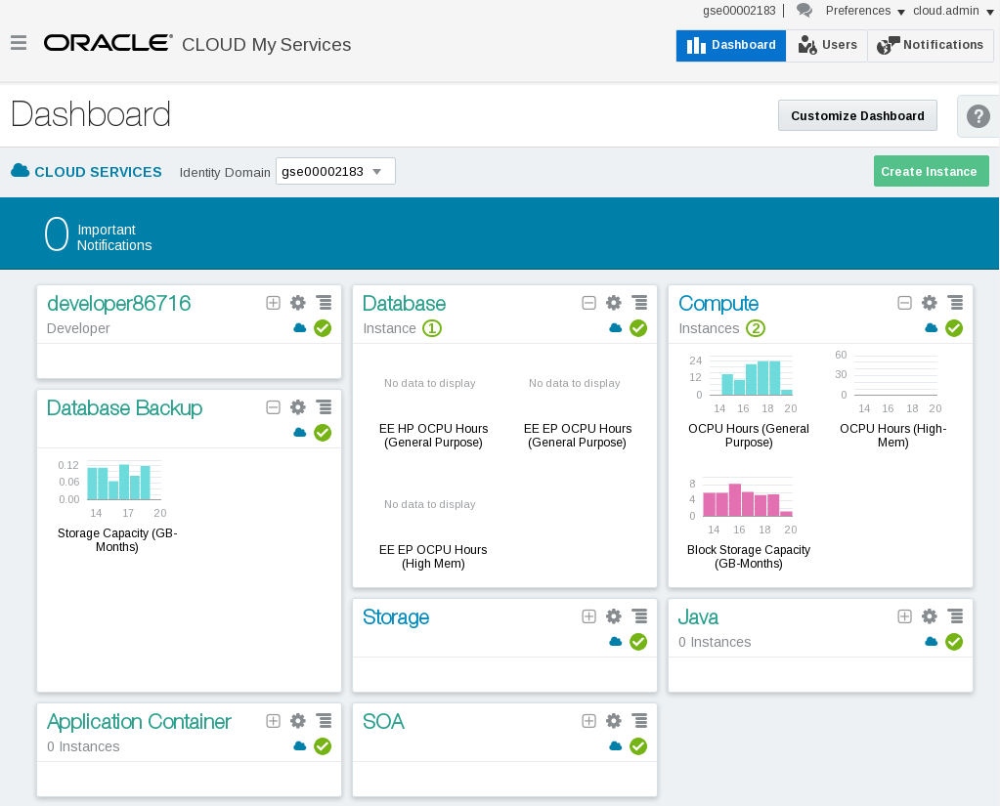 gse00002183 Preferences cloud.admin
ORACLE CLOUD My Services
Dashboard Users Notifications
Dashboard
Customize Dashboard
?
CLOUD SERVICES Identity Domain gse00002183 Create Instance
0 Important
Notifications
developer86716
Developer
Database
Instance 1
No data to display No data to display
EE HP OCPU Hours
(General Purpose)
EE EP OCPU Hours
(General Purpose)
No data to display
EE EP OCPU Hours
(High Mem)
Compute
Instances 2
24
12
0
14 16 18 20
OCPU Hours (General
Purpose)
60
30
0
14 16 18 20
OCPU Hours (High-
Mem)
8
4
0
14 16 18 20
Block Storage Capacity
(GB-Months)
Database Backup
0.12
0.06
0.00
14 17 20
Storage Capacity (GB-
Months)
Storage
Java
0 Instances
Application Container
0 Instances
SOA